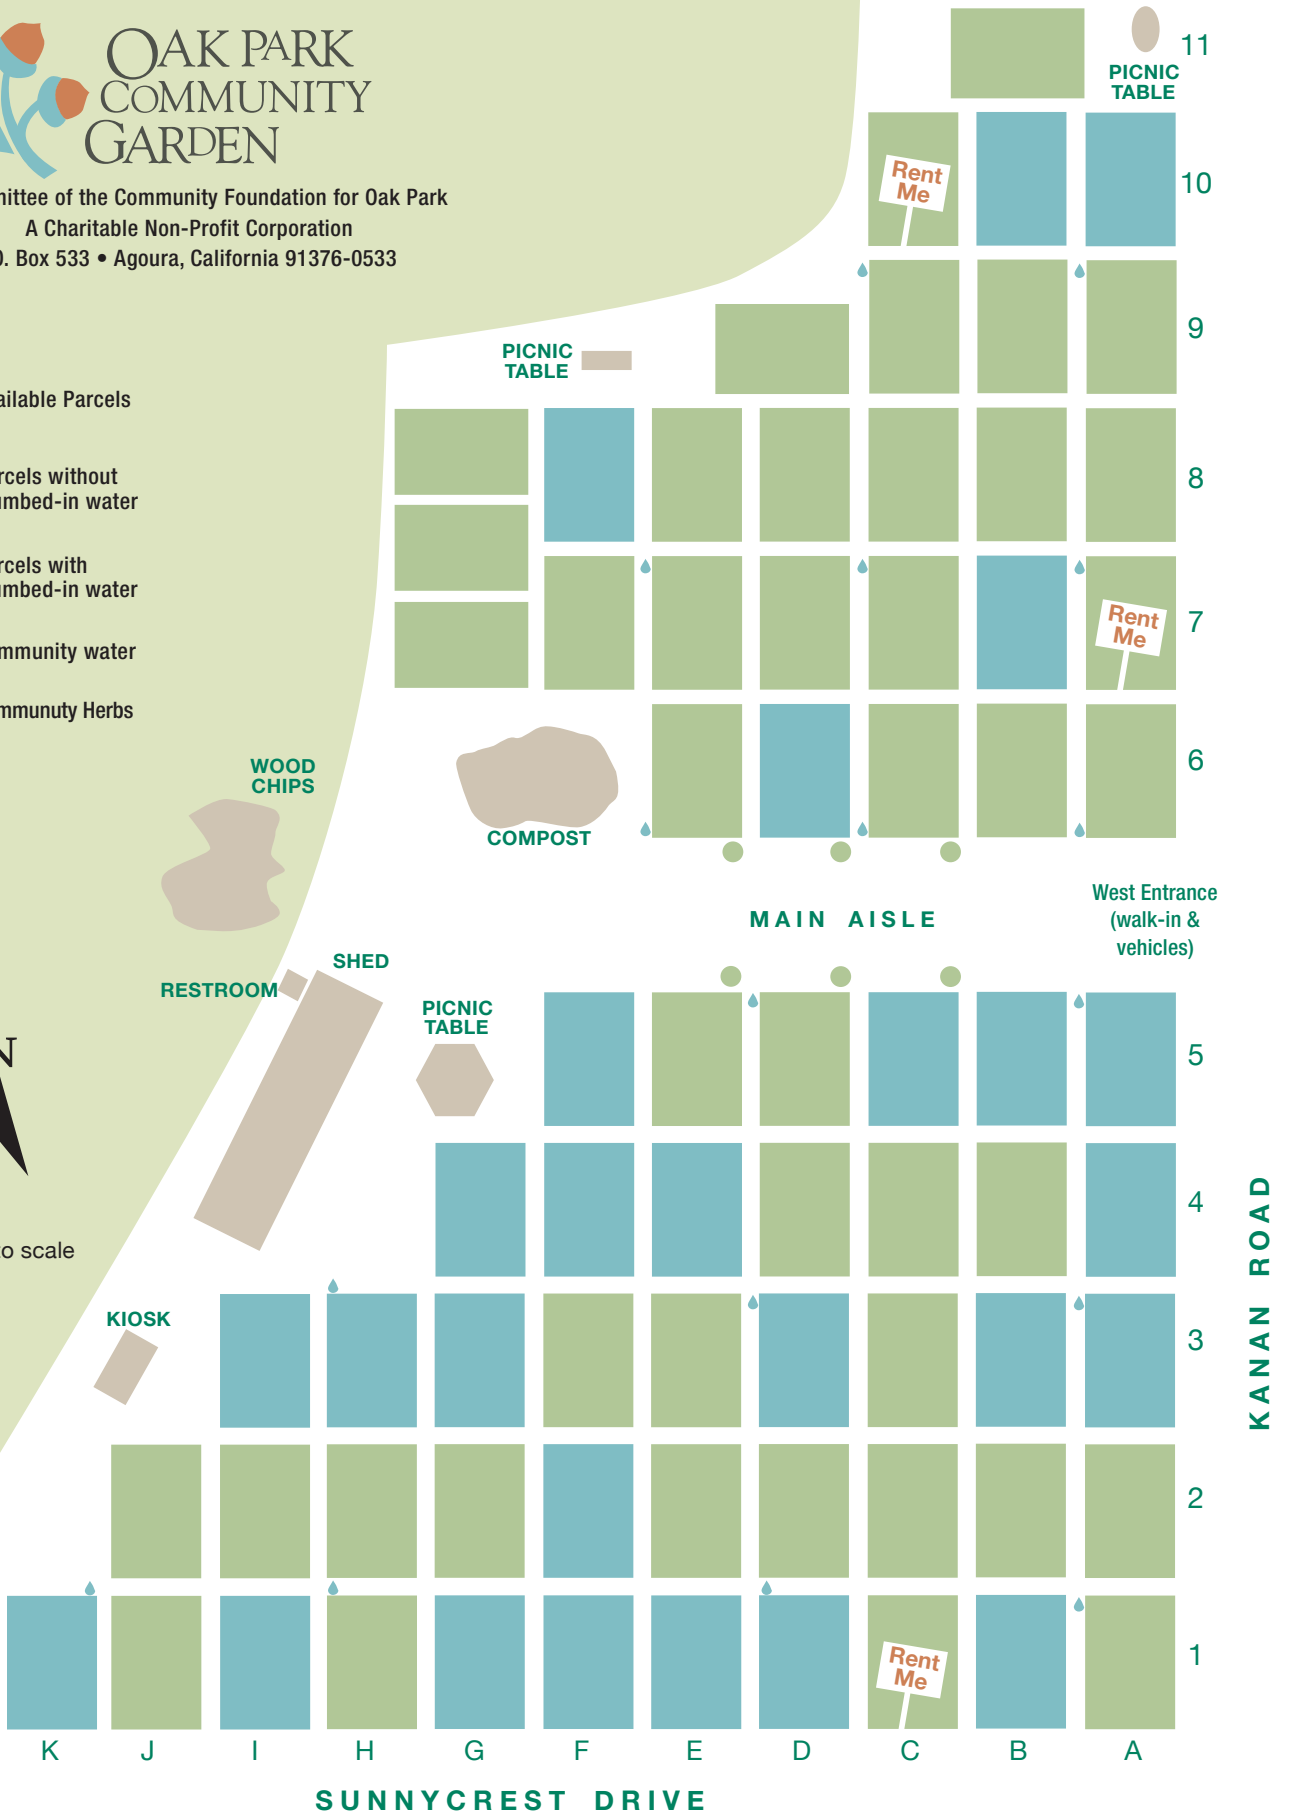 OAK PARK
COMMUNITY
GARDEN
mittee of the Community Foundation for Oak Park
A Charitable Non-Profit Corporation
. Box 533 • Agoura, California 91376-0533
ailable Parcels
rcels without
umbed-in water
rcels with
umbed-in water
mmunity water
mmunuty Herbs
N
to scale
PICNIC
TABLE
11
Rent
Me
10
9
PICNIC
TABLE
8
7
Rent
Me
6
WOOD
CHIPS
COMPOST
MAIN AISLE
West Entrance
(walk-in &
vehicles)
SHED
RESTROOM
PICNIC
TABLE
5
4
KANAN ROAD
KIOSK
3
2
1
Rent
Me
K J I H G F E D C B A
SUNNYCREST DRIVE